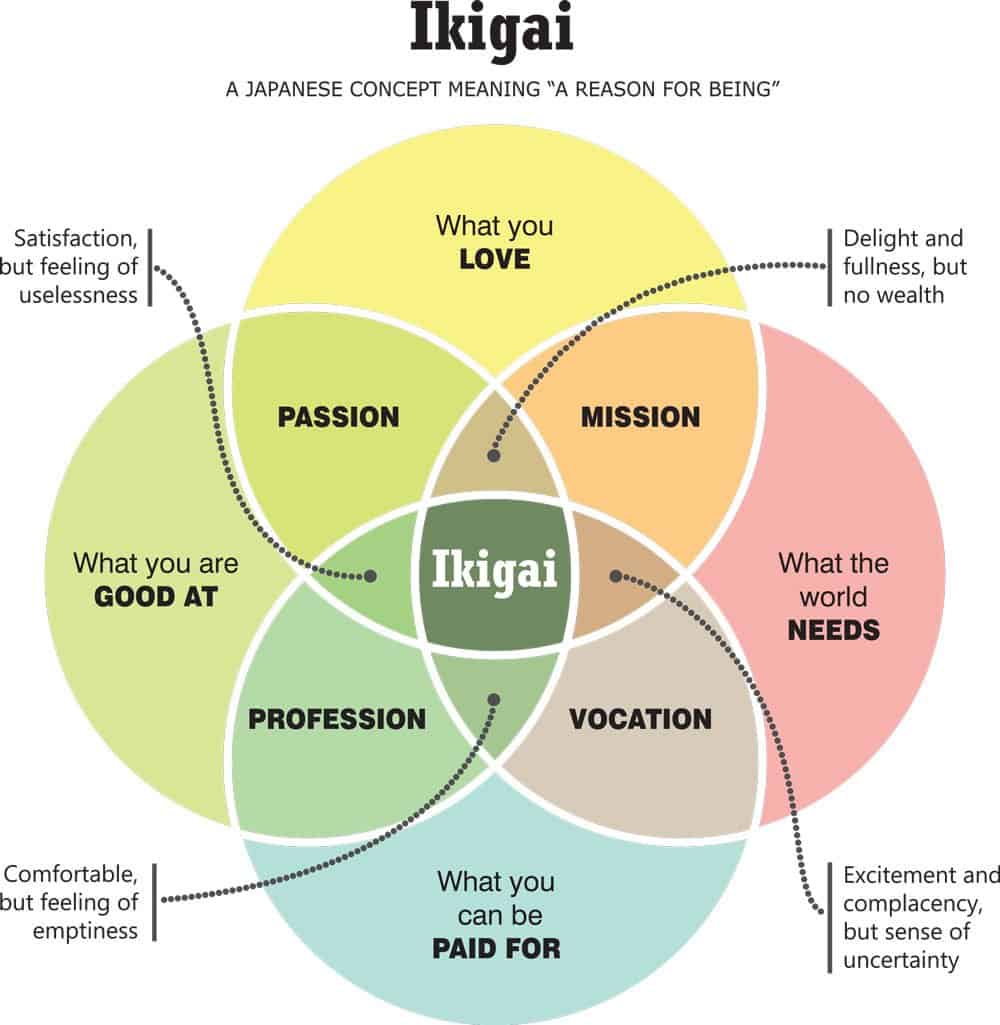 Ikigai
A JAPANESE CONCEPT MEANING “A REASON FOR BEING”
What you
LOVE
Satisfaction,
but feeling of
uselessness
Delight and
fullness, but
no wealth
PASSION
MISSION
What you are
GOOD AT
Ikigai
What the
world
NEEDS
PROFESSION
VOCATION
What you
can be
PAID FOR
Comfortable,
but feeling of
emptiness
Excitement and
complacency,
but sense of
uncertainty